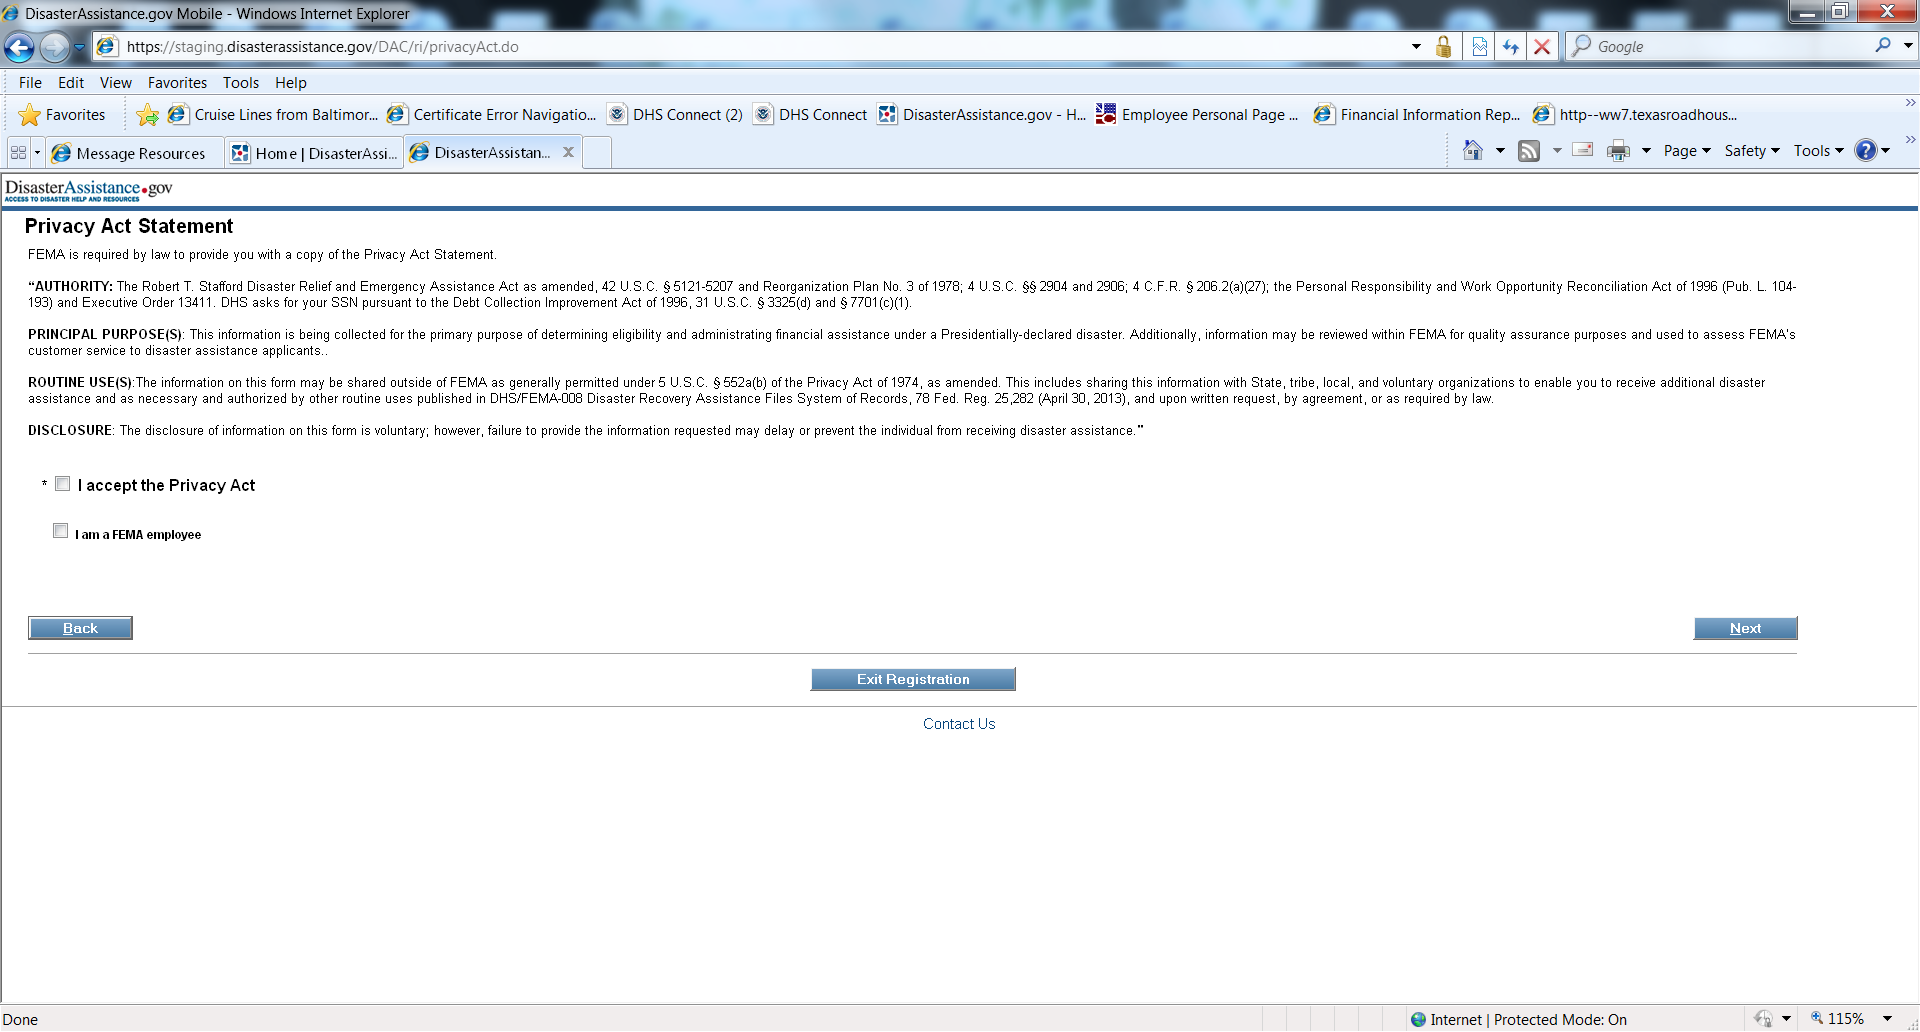 DisasterAssistance.gov Mobile - Windows Internet Explorer
https://staging.disasterassistance.gov/DAC/ri/privacyAct.do
Google
File Edit View Favorites Tools Help
Favorites Cruise Lines from Baltimor... Certificate Error Navigatio... DHS Connect (2) DHS Connect DisasterAssistance.gov - H... Employee Personal Page ... Financial Information Rep... http--ww7.texasroadhous...
Message Resources Home | DisasterAssi... DisasterAssistan... Page Safety Tools
DisasterAssistance.gov
ACCESS TO DISASTER HELP AND RESOURCES
Privacy Act Statement
FEMA is required by law to provide you with a copy of the Privacy Act Statement.
“AUTHORITY: The Robert T. Stafford Disaster Relief and Emergency Assistance Act as amended, 42 U.S.C. § 5121-5207 and Reorganization Plan No. 3 of 1978; 4 U.S.C. §§ 2904 and 2906; 4 C.F.R. § 206.2(a)(27); the Personal Responsibility and Work Opportunity Reconciliation Act of 1996 (Pub. L. 104-
193) and Executive Order 13411. DHS asks for your SSN pursuant to the Debt Collection Improvement Act of 1996, 31 U.S.C. § 3325(d) and § 7701(c)(1).
PRINCIPAL PURPOSE(S): This information is being collected for the primary purpose of determining eligibility and administrating financial assistance under a Presidentially-declared disaster. Additionally, information may be reviewed within FEMA for quality assurance purposes and used to assess FEMA's
customer service to disaster assistance applicants..
ROUTINE USE(S):The information on this form may be shared outside of FEMA as generally permitted under 5 U.S.C. § 552a(b) of the Privacy Act of 1974, as amended. This includes sharing this information with State, tribe, local, and voluntary organizations to enable you to receive additional disaster
assistance and as necessary and authorized by other routine uses published in DHS/FEMA-008 Disaster Recovery Assistance Files System of Records, 78 Fed. Reg. 25,282 (April 30, 2013), and upon written request, by agreement, or as required by law.
DISCLOSURE: The disclosure of information on this form is voluntary; however, failure to provide the information requested may delay or prevent the individual from receiving disaster assistance.”
* I accept the Privacy Act
I am a FEMA employee
Back
Next
Exit Registration
Contact Us
Done Internet | Protected Mode: On 115%